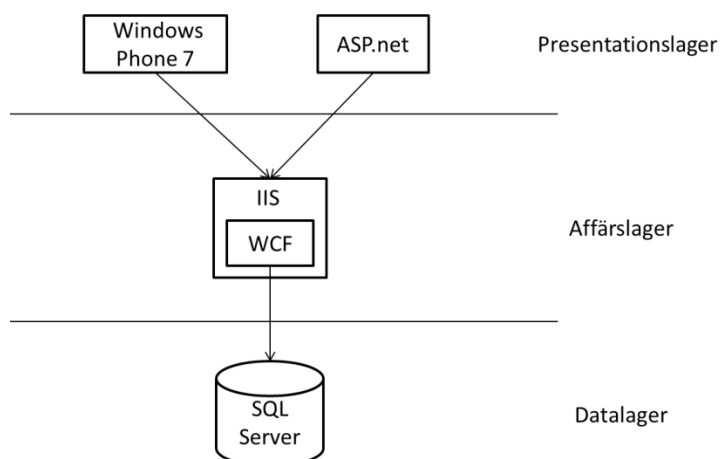 Windows
Phone 7
ASP.net
Presentationslager
IIS
WCF
Affärslager
SQL
Server
Datalager